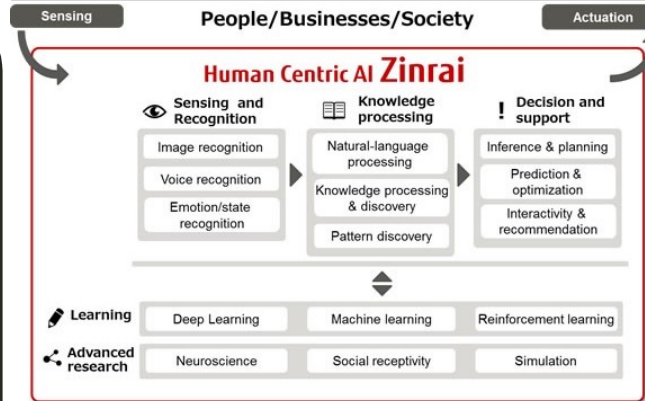 Sensing
People/Businesses/Society
Actuation
Human Centric AI Zinrai
Sensing and
Recognition
Image recognition
Voice recognition
Emotion/state
recognition
Knowledge
processing
Natural-language
processing
Knowledge processing
& discovery
Pattern discovery
! Decision and
support
Inference & planning
Prediction &
optimization
Interactivity &
recommendation
Learning
Deep Learning
Machine learning
Reinforcement learning
Advanced
research
Neuroscience
Social receptivity
Simulation